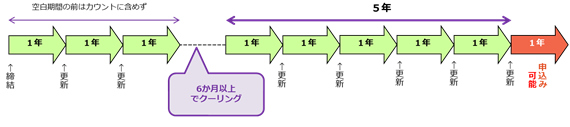 空白期間の前はカウントに含めず
５年
１年
１年
１年
１年
１年
１年
１年
１年
１年
6か月以上
でクーリング
↑締結
↑更新
↑更新
↑更新
↑更新
↑更新
↑更新
↑更新
申込み
可能